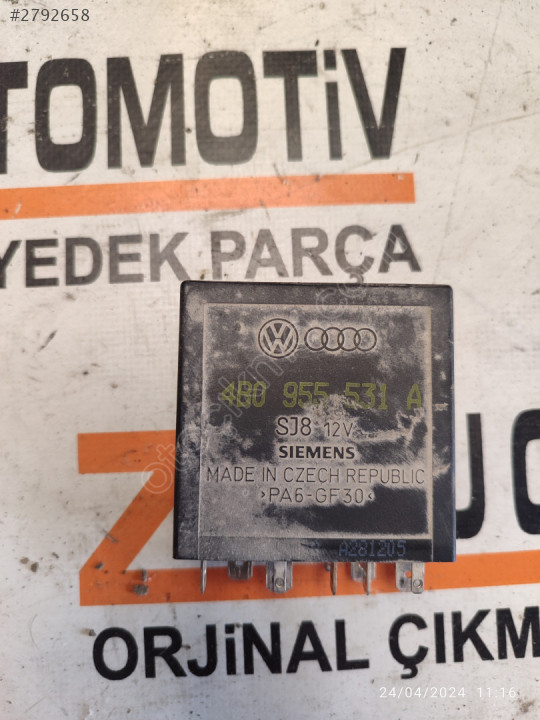 #2792658
TOMOTİV
YEDEK PARÇA
4B0 955 531 A
SJ8 12V
SIEMENS
MADE IN CZECH REPUBLIC
>PA6-GF30<
A281205
ORJİNAL ÇIKM
24/04/2024 11:16